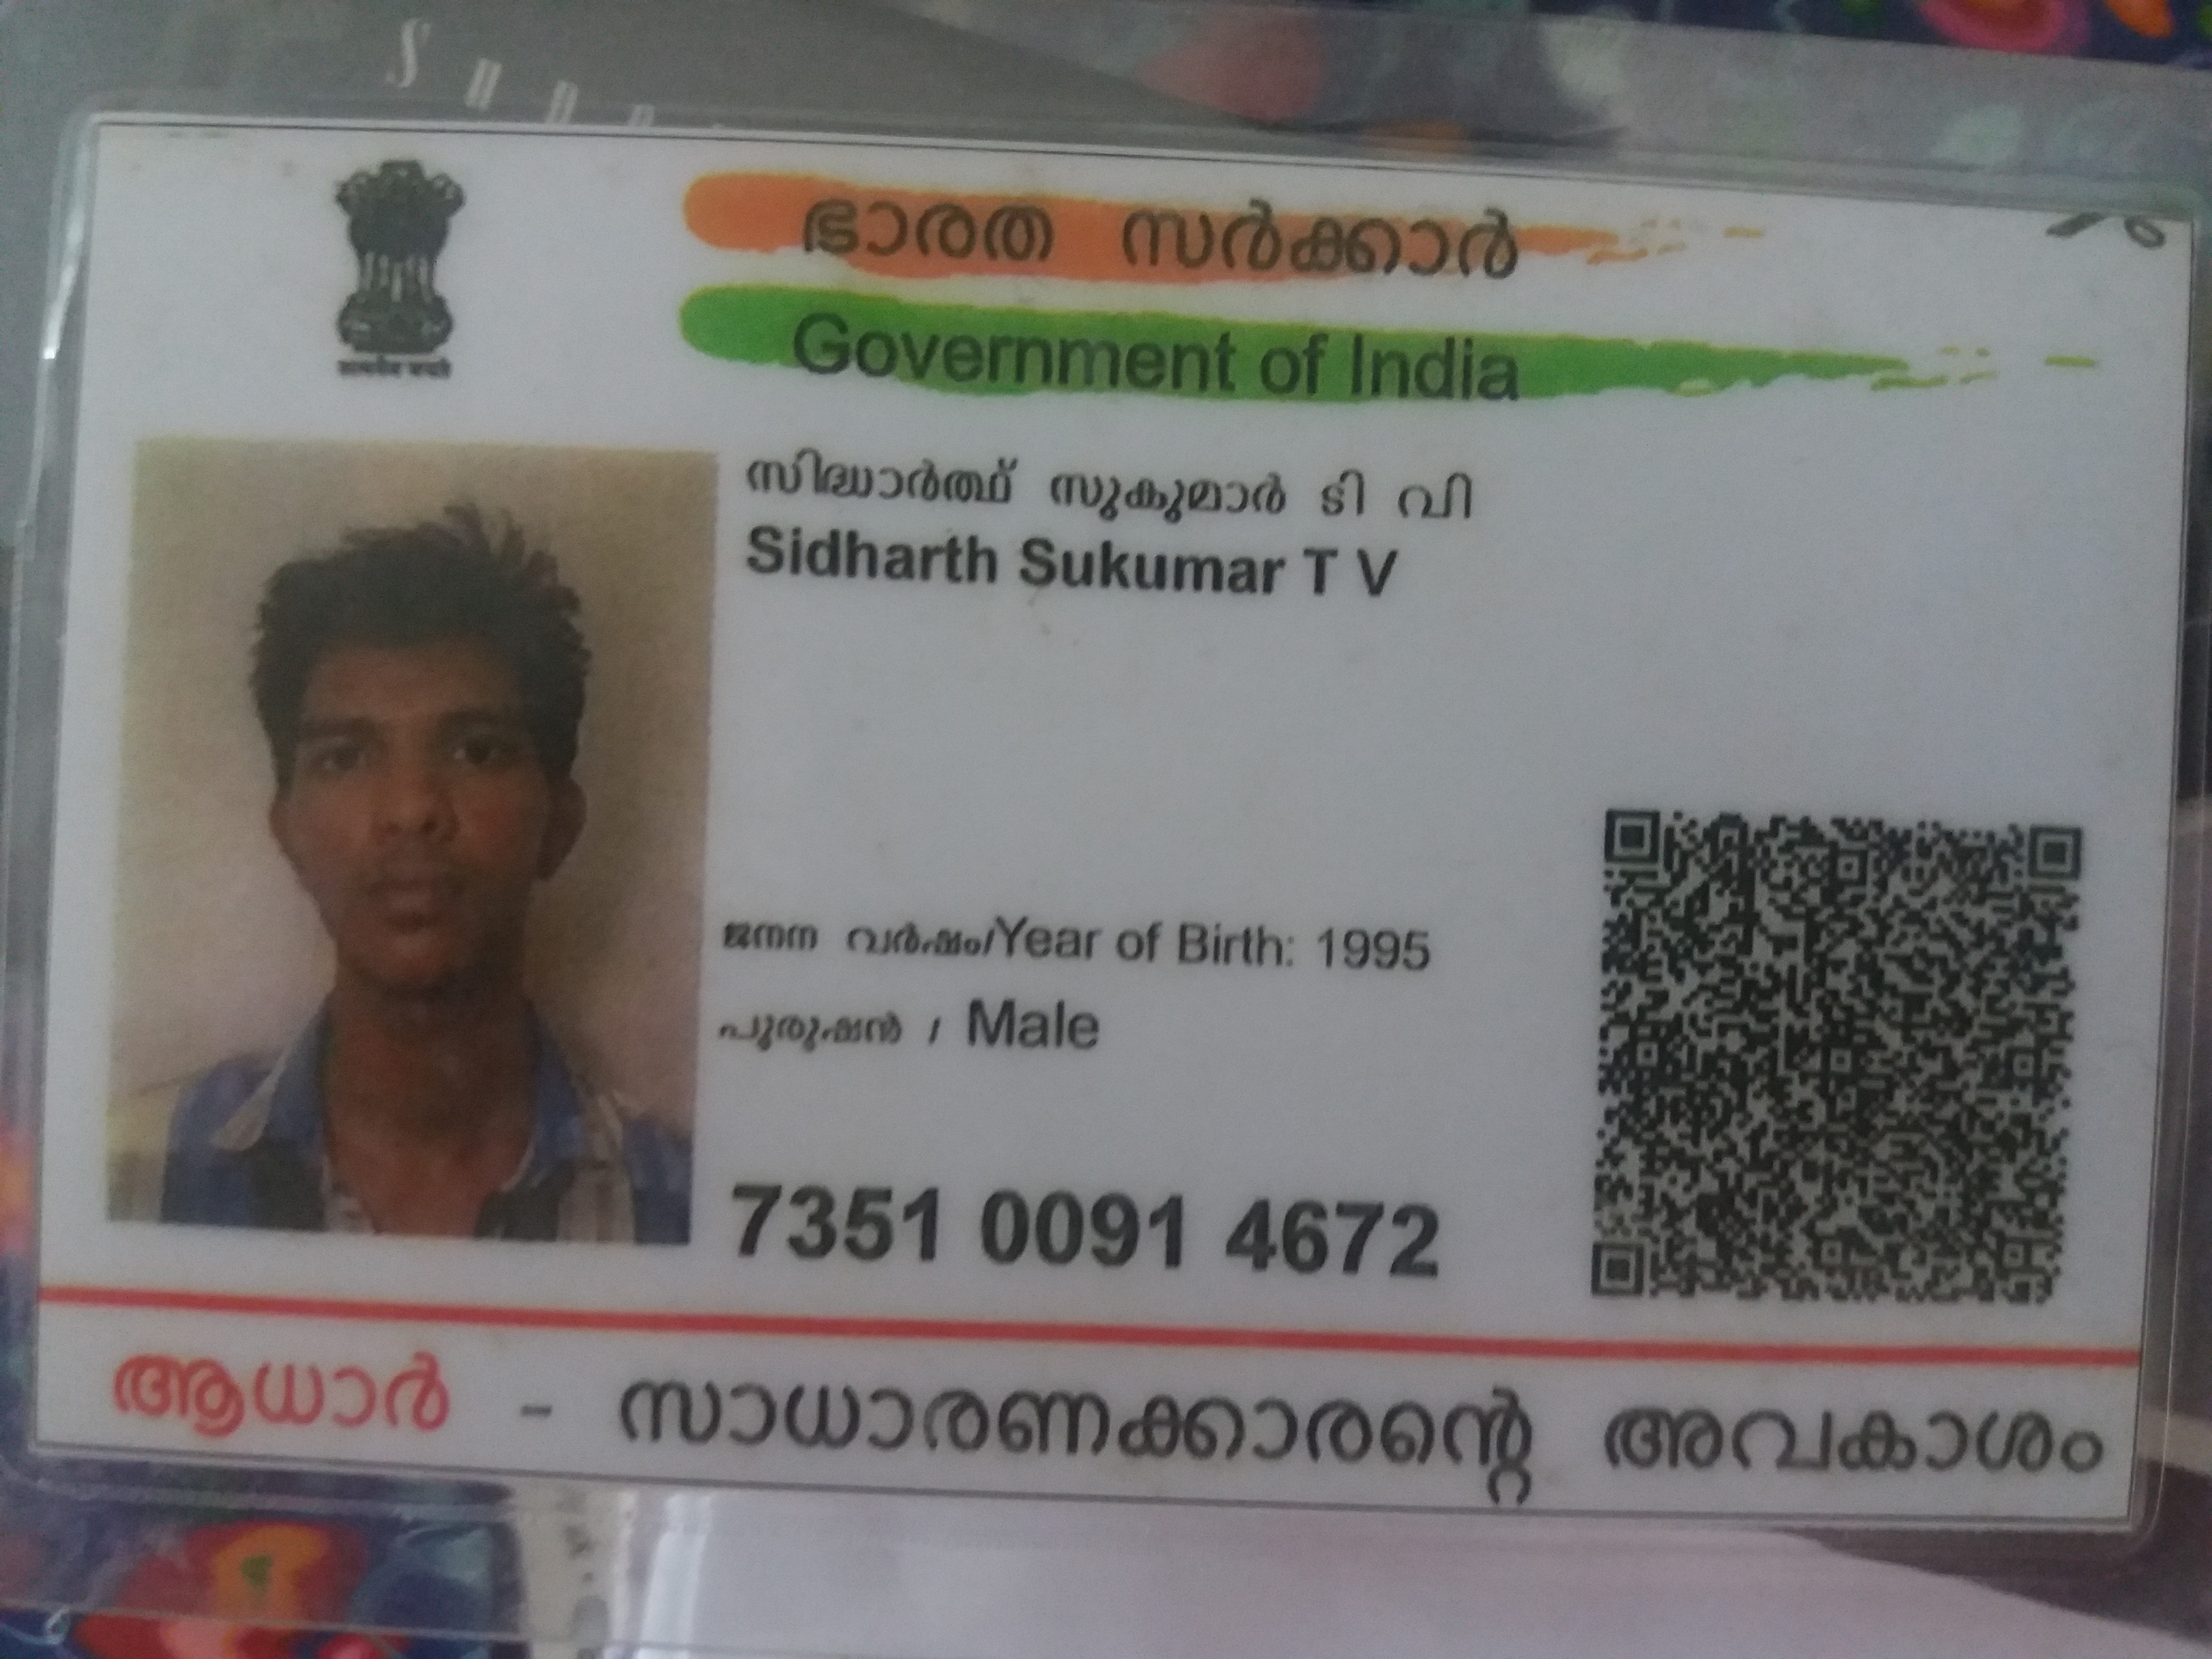 ഭാരത സർക്കാർ
Government of India
സിദ്ധാർത്ഥ് സുകുമാർ ടി വി
Sidharth Sukumar T V
ജനന വർഷം/Year of Birth: 1995
പുരുഷൻ / Male
7351 0091 4672
ആധാർ - സാധാരണക്കാരന്റെ അവകാശം